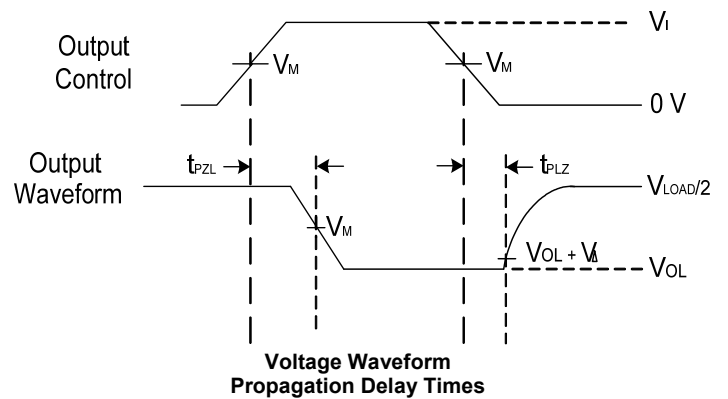 Output
Control
VM
VM
VI
0 V
Output
Waveform
tPZL
tPLZ
VM
VLOAD/2
VOL + VΔ
VOL
Voltage Waveform
Propagation Delay Times